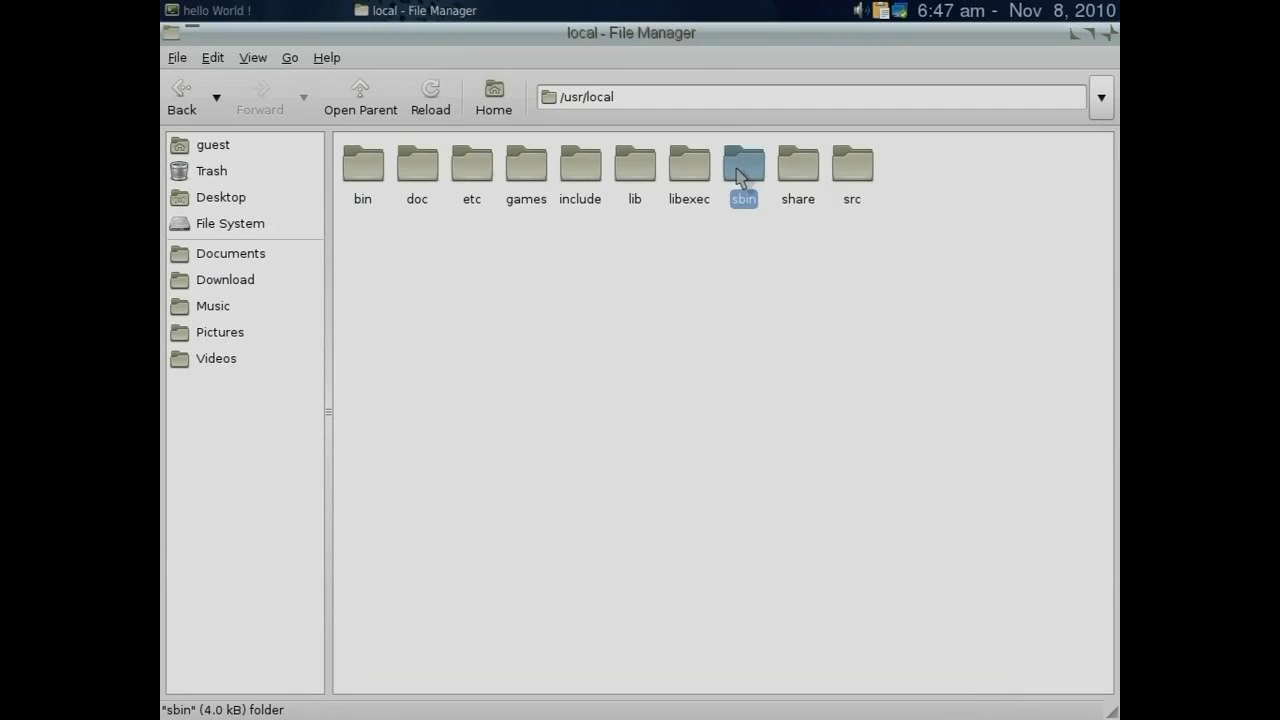 hello World ! local - File Manager 6:47 am - Nov 8, 2010
local - File Manager
File Edit View Go Help
Back Forward Open Parent Reload Home /usr/local
guest
Trash
Desktop
File System
Documents
Download
Music
Pictures
Videos
bin doc etc games include lib libexec sbin share src
"sbin" (4.0 kB) folder